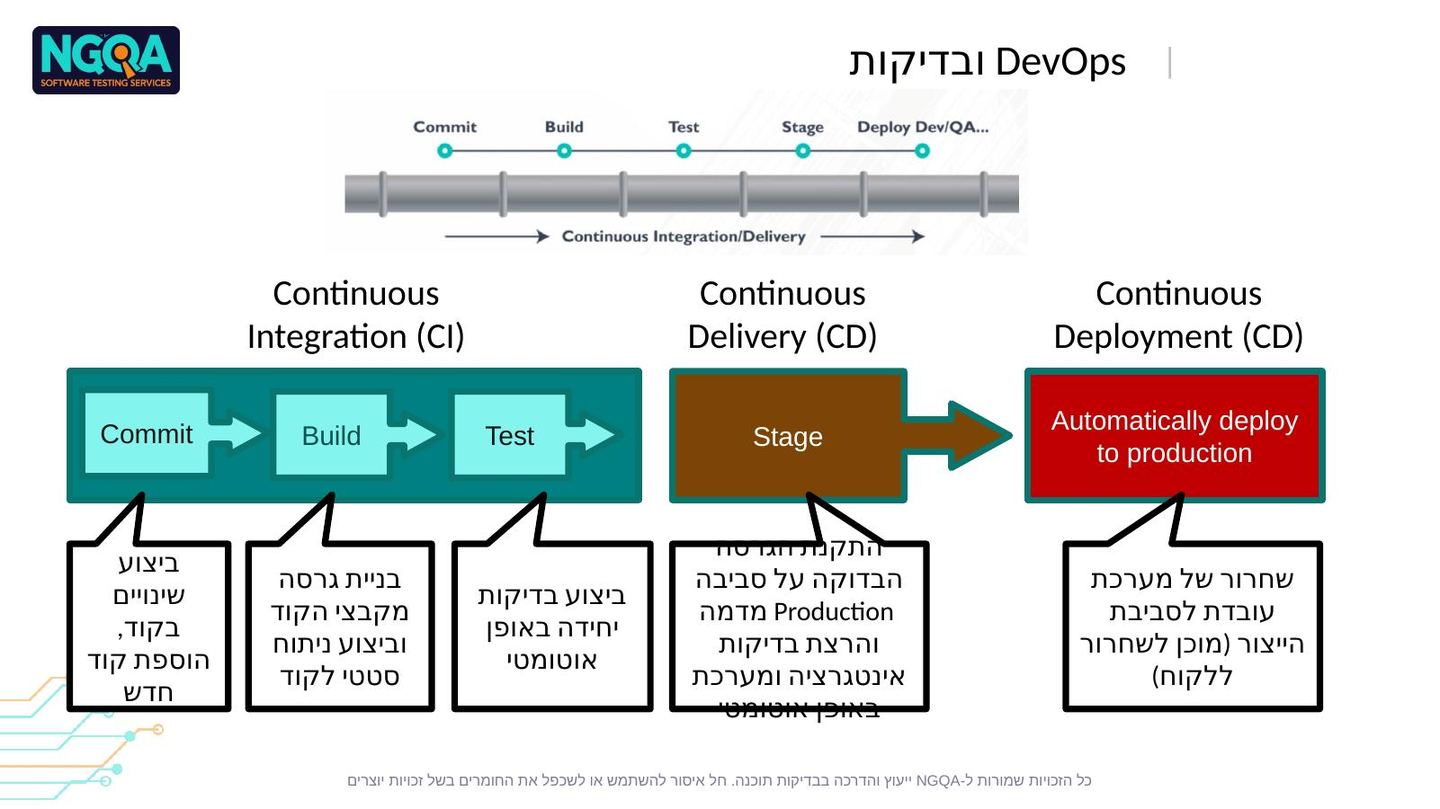 NGQA
SOFTWARE TESTING SERVICES
DevOps ובדיקות
Commit
Build
Test
Stage
Deploy Dev/QA...
Continuous Integration/Delivery
Continuous
Integration (CI)
Continuous
Delivery (CD)
Continuous
Deployment (CD)
Commit
Build
Test
Stage
Automatically deploy
to production
ביצוע
שינויים
בקוד,
הוספת קוד
חדש
בניית גרסה
מקבצי הקוד
וביצוע ניתוח
סטטי לקוד
ביצוע בדיקות
יחידה באופן
אוטומטי
התקנת הגרסה
הבדוקה על סביבה
מדמה Production
והרצת בדיקות
אינטגרציה ומערכת
באופן אוטומטי
שחרור של מערכת
עובדת לסביבת
הייצור (מוכן לשחרור
ללקוח)
כל הזכויות שמורות ל-NGQA ייעוץ והדרכה בבדיקות תוכנה. חל איסור להשתמש או לשכפל את החומרים בשל זכויות יוצרים